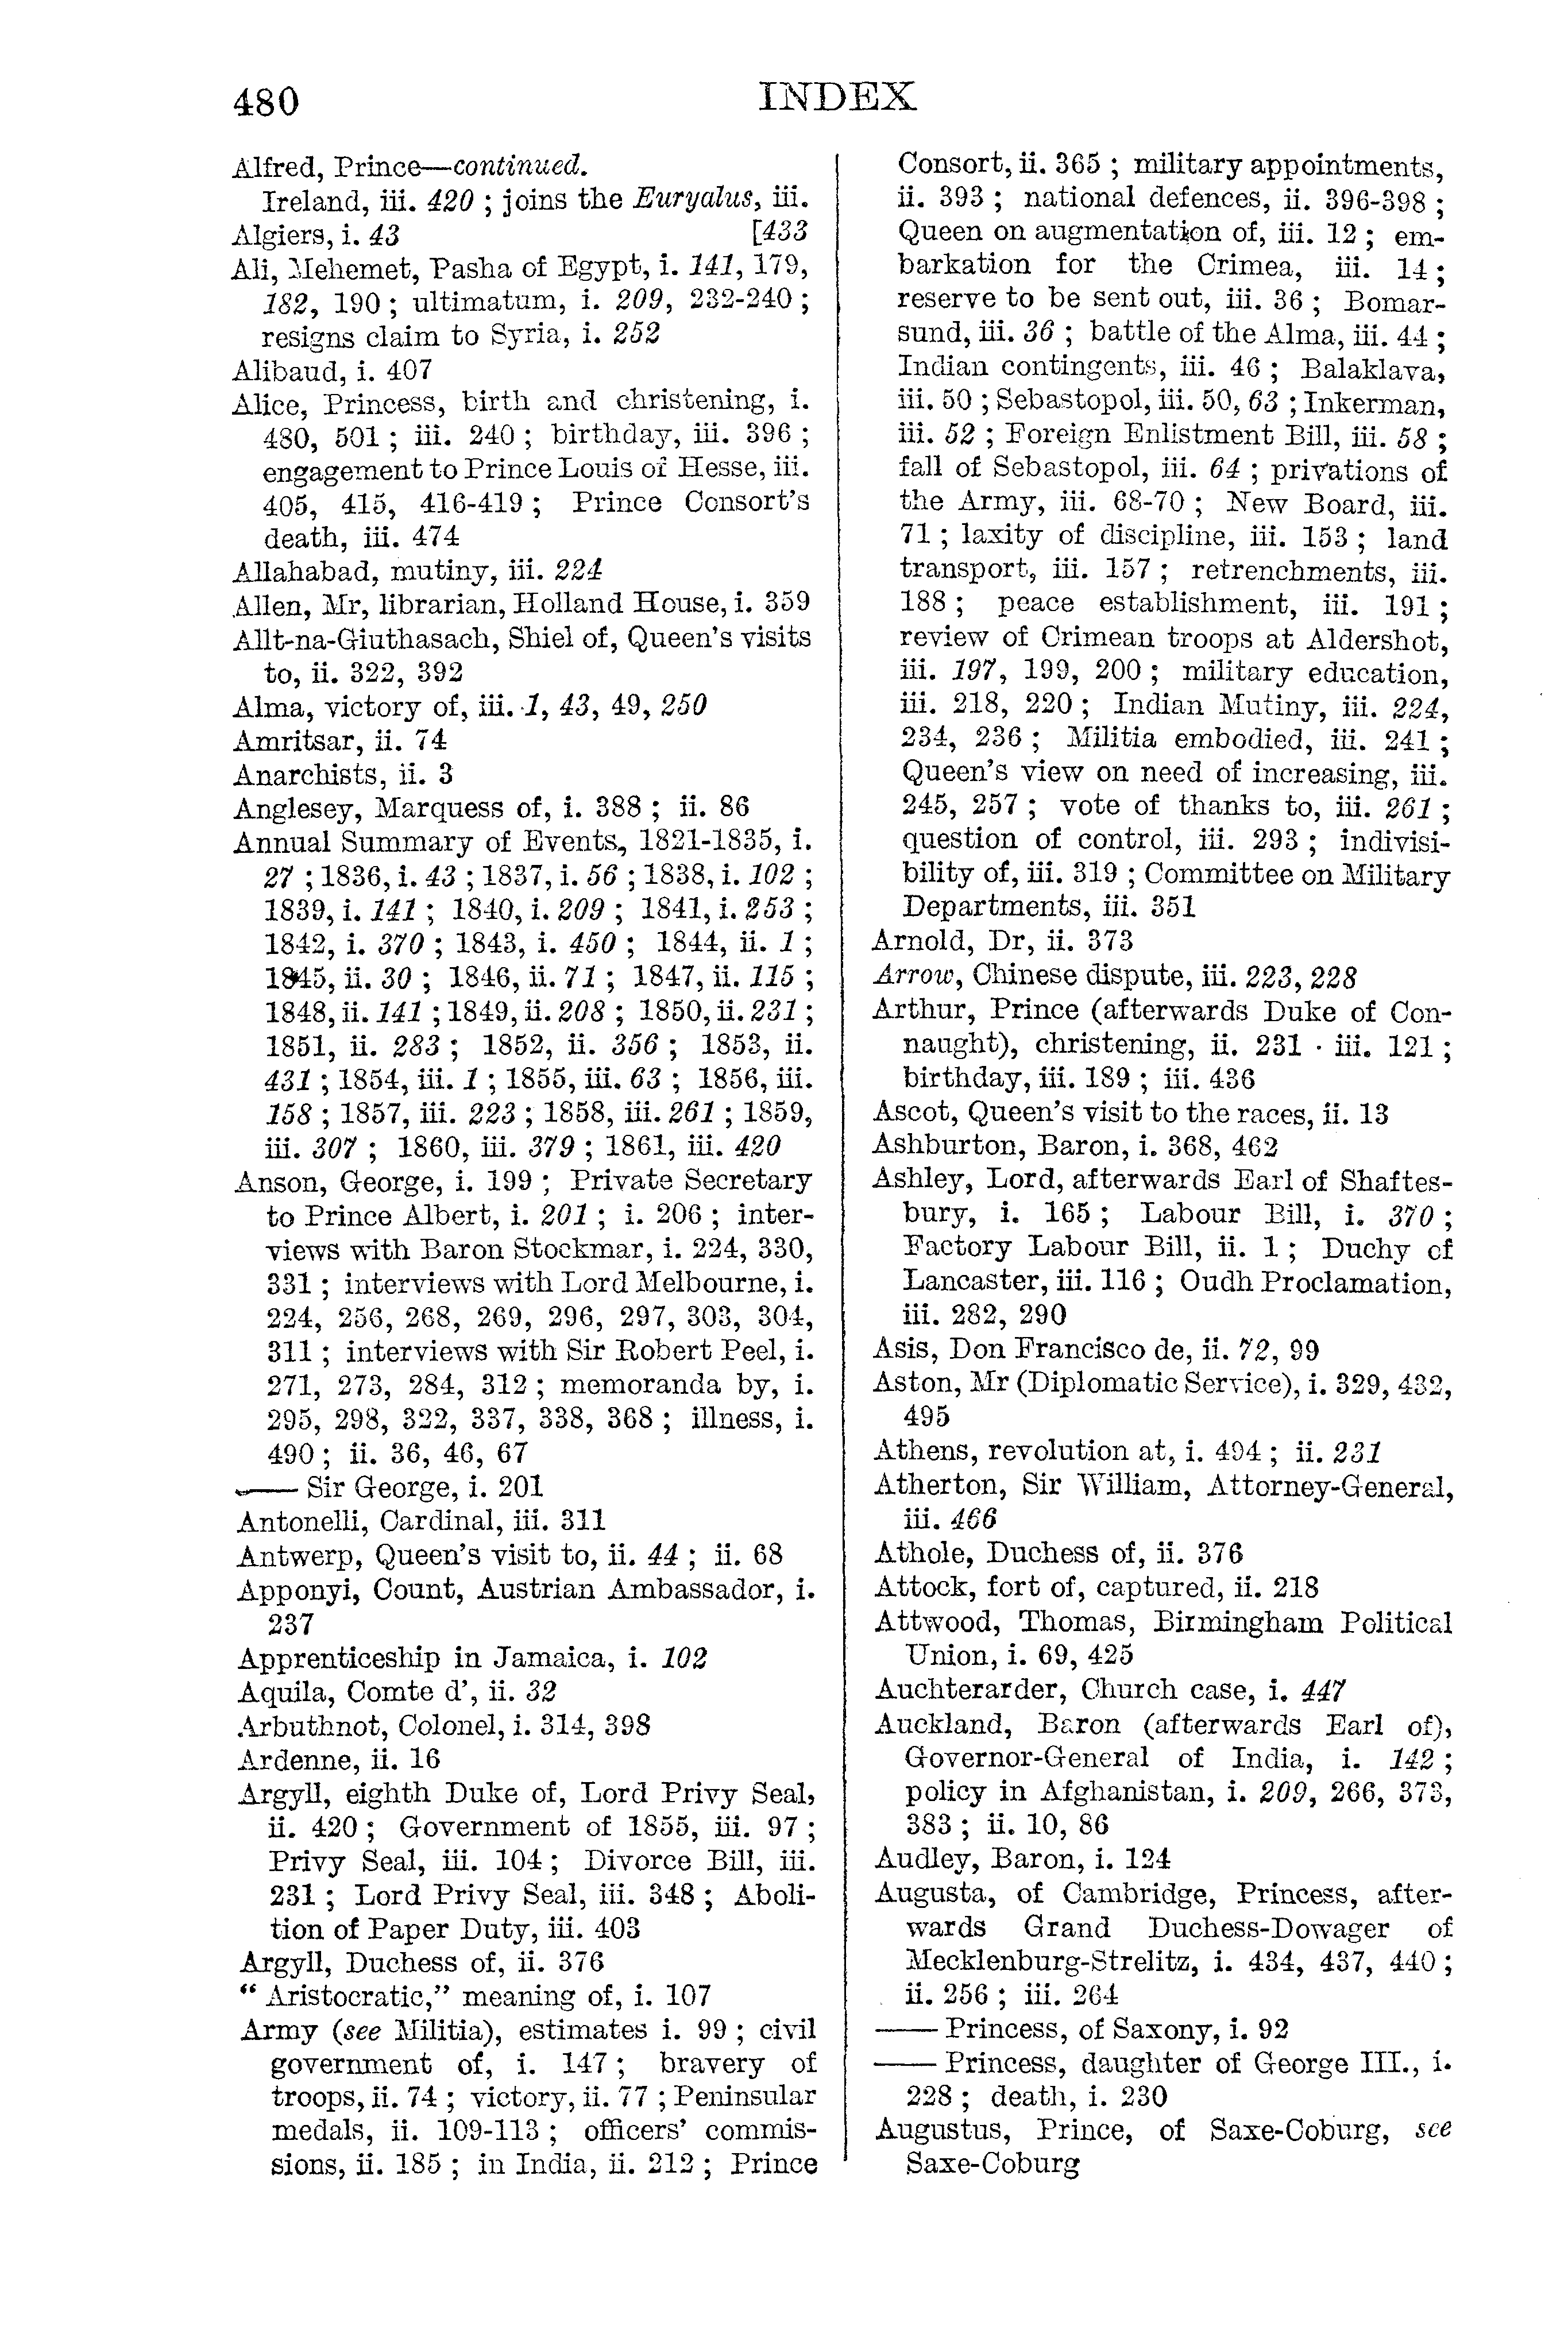 480
INDEX
Alfred, Prince—continued.
Ireland, iii. 420 ; joins the Euryalus, iii.
Algiers, i. 43 [433
Ali, Mehemet, Pasha of Egypt, i. 141, 179,
182, 190 ; ultimatum, i. 209, 232-240 ;
resigns claim to Syria, i. 252
Alibaud, i. 407
Alice, Princess, birth and christening, i.
480, 501 ; iii. 240 ; birthday, iii. 396 ;
engagement to Prince Louis of Hesse, iii.
405, 415, 416-419 ; Prince Consort's
death, iii. 474
Allahabad, mutiny, iii. 224
Allen, Mr, librarian, Holland House, i. 359
Allt-na-Giuthasach, Shiel of, Queen's visits
to, ii. 322, 392
Alma, victory of, iii. 1, 43, 49, 250
Amritsar, ii. 74
Anarchists, ii. 3
Anglesey, Marquess of, i. 388 ; ii. 86
Annual Summary of Events, 1821-1835, i.
27 ; 1836, i. 43 ; 1837, i. 56 ; 1838, i. 102 ;
1839, i. 141 ; 1840, i. 209 ; 1841, i. 253 ;
1842, i. 370 ; 1843, i. 450 ; 1844, ii. 1 ;
1845, ii. 30 ; 1846, ii. 71 ; 1847, ii. 115 ;
1848, ii. 141 ; 1849, ii. 208 ; 1850, ii. 231 ;
1851, ii. 283 ; 1852, ii. 356 ; 1853, ii.
431 ; 1854, iii. 1 ; 1855, iii. 63 ; 1856, iii.
158 ; 1857, iii. 223 ; 1858, iii. 261 ; 1859,
iii. 307 ; 1860, iii. 379 ; 1861, iii. 420
Anson, George, i. 199 ; Private Secretary
to Prince Albert, i. 201 ; i. 206 ; inter-
views with Baron Stockmar, i. 224, 330,
331 ; interviews with Lord Melbourne, i.
224, 256, 268, 269, 296, 297, 303, 304,
311 ; interviews with Sir Robert Peel, i.
271, 273, 284, 312 ; memoranda by, i.
295, 298, 322, 337, 338, 368 ; illness, i.
490 ; ii. 36, 46, 67
—— Sir George, i. 201
Antonelli, Cardinal, iii. 311
Antwerp, Queen's visit to, ii. 44 ; ii. 68
Apponyi, Count, Austrian Ambassador, i.
237
Apprenticeship in Jamaica, i. 102
Aquila, Comte d', ii. 32
Arbuthnot, Colonel, i. 314, 398
Ardenne, ii. 16
Argyll, eighth Duke of, Lord Privy Seal,
ii. 420 ; Government of 1855, iii. 97 ;
Privy Seal, iii. 104 ; Divorce Bill, iii.
231 ; Lord Privy Seal, iii. 348 ; Aboli-
tion of Paper Duty, iii. 403
Argyll, Duchess of, ii. 376
" Aristocratic," meaning of, i. 107
Army (see Militia), estimates i. 99 ; civil
government of, i. 147 ; bravery of
troops, ii. 74 ; victory, ii. 77 ; Peninsular
medals, ii. 109-113 ; officers' commis-
sions, ii. 185 ; in India, ii. 212 ; Prince
Consort, ii. 365 ; military appointments,
ii. 393 ; national defences, ii. 396-398 ;
Queen on augmentation of, iii. 12 ; em-
barkation for the Crimea, iii. 14 ;
reserve to be sent out, iii. 36 ; Bomar-
sund, iii. 36 ; battle of the Alma, iii. 44 ;
Indian contingents, iii. 46 ; Balaklava,
iii. 50 ; Sebastopol, iii. 50, 63 ; Inkerman,
iii. 52 ; Foreign Enlistment Bill, iii. 58 ;
fall of Sebastopol, iii. 64 ; privations of
the Army, iii. 68-70 ; New Board, iii.
71 ; laxity of discipline, iii. 153 ; land
transport, iii. 157 ; retrenchments, iii.
188 ; peace establishment, iii. 191 ;
review of Crimean troops at Aldershot,
iii. 197, 199, 200 ; military education,
iii. 218, 220 ; Indian Mutiny, iii. 224,
234, 236 ; Militia embodied, iii. 241 ;
Queen's view on need of increasing, iii.
245, 257 ; vote of thanks to, iii. 261 ;
question of control, iii. 293 ; indivisi-
bility of, iii. 319 ; Committee on Military
Departments, iii. 351
Arnold, Dr, ii. 373
Arrow, Chinese dispute, iii. 223, 228
Arthur, Prince (afterwards Duke of Con-
naught), christening, ii. 231 · iii. 121 ;
birthday, iii. 189 ; iii. 436
Ascot, Queen's visit to the races, ii. 13
Ashburton, Baron, i. 368, 462
Ashley, Lord, afterwards Earl of Shaftes-
bury, i. 165 ; Labour Bill, i. 370 ;
Factory Labour Bill, ii. 1 ; Duchy of
Lancaster, iii. 116 ; Oudh Proclamation,
iii. 282, 290
Asis, Don Francisco de, ii. 72, 99
Aston, Mr (Diplomatic Service), i. 329, 432,
495
Athens, revolution at, i. 494 ; ii. 231
Atherton, Sir William, Attorney-General,
iii. 466
Athole, Duchess of, ii. 376
Attock, fort of, captured, ii. 218
Attwood, Thomas, Birmingham Political
Union, i. 69, 425
Auchterarder, Church case, i. 447
Auckland, Baron (afterwards Earl of),
Governor-General of India, i. 142 ;
policy in Afghanistan, i. 209, 266, 373,
383 ; ii. 10, 86
Audley, Baron, i. 124
Augusta, of Cambridge, Princess, after-
wards Grand Duchess-Dowager of
Mecklenburg-Strelitz, i. 434, 437, 440 ;
ii. 256 ; iii. 264
—— Princess, of Saxony, i. 92
—— Princess, daughter of George III., i.
228 ; death, i. 230
Augustus, Prince, of Saxe-Coburg, see
Saxe-Coburg